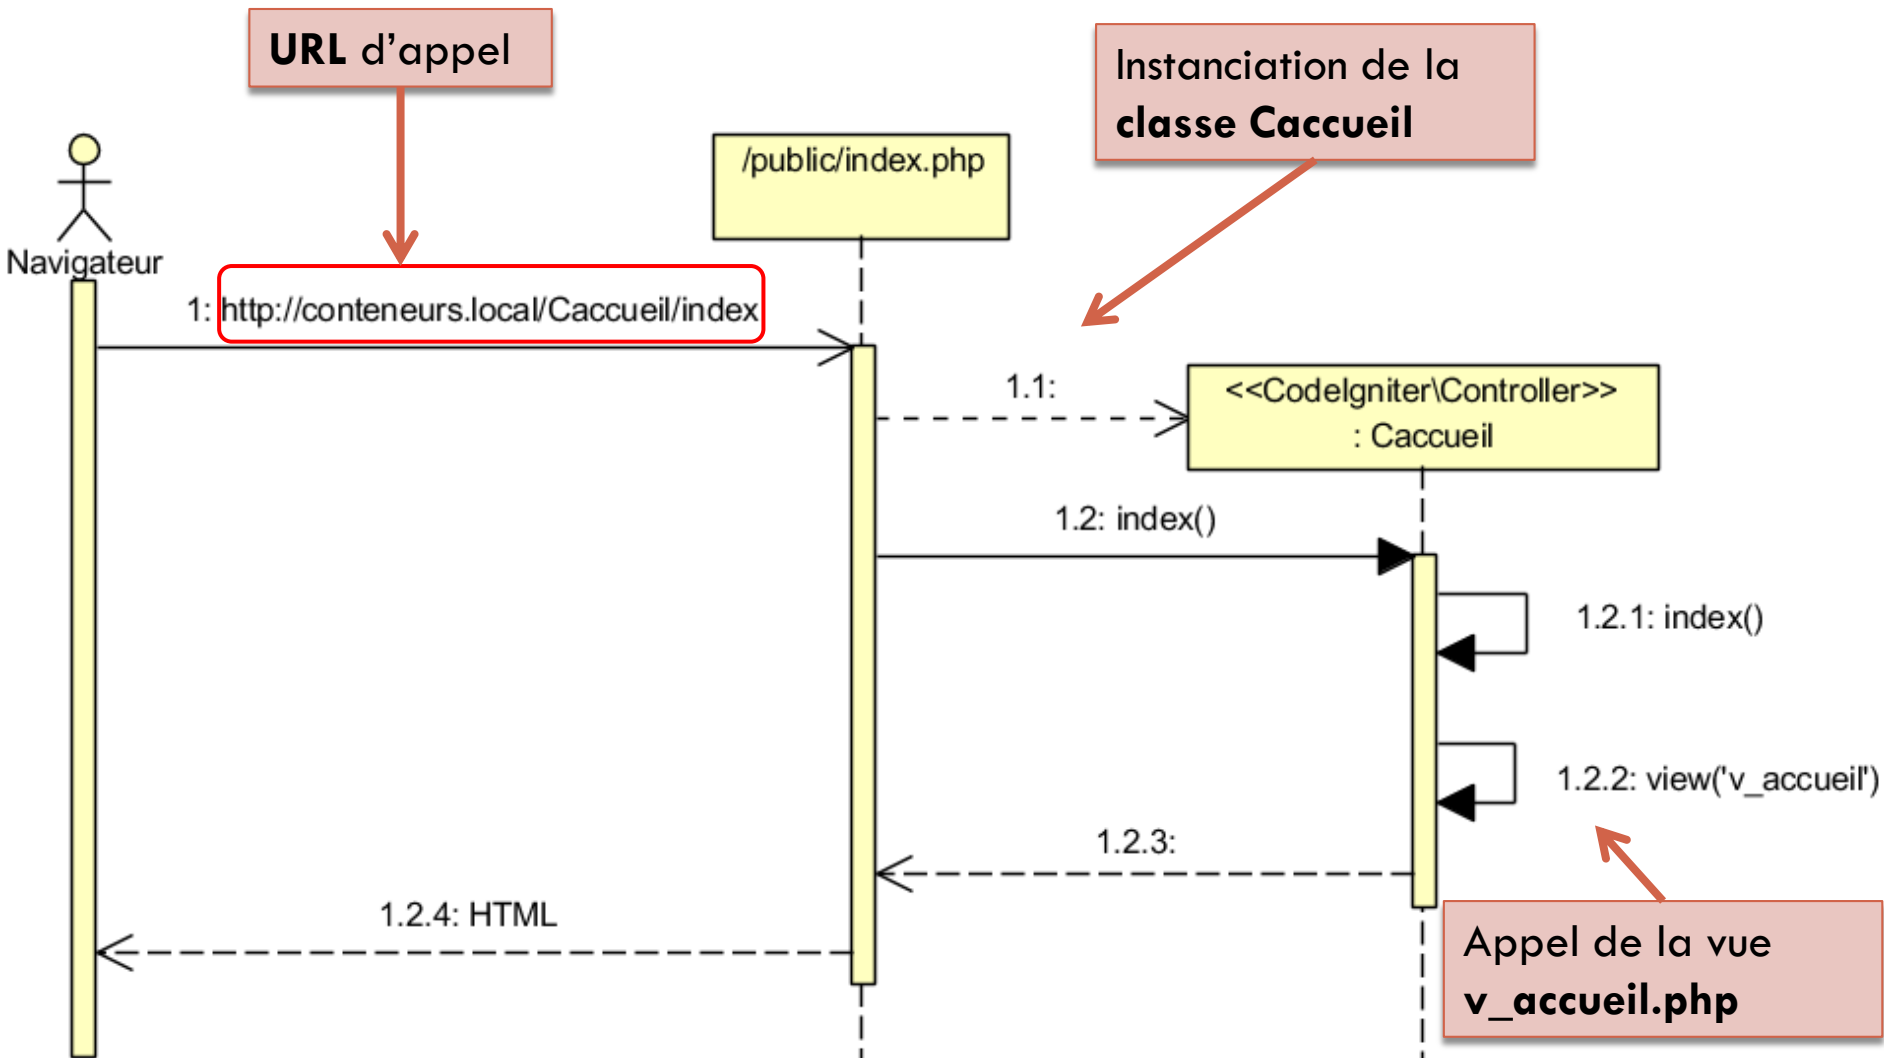 URL d'appel
Instanciation de la
classe Caccueil
/public/index.php
Navigateur
1: http://conteneurs.local/Caccueil/index
1.1:
<<CodeIgniter\Controller>>
: Caccueil
1.2: index()
1.2.1: index()
1.2.2: view('v_accueil')
1.2.3:
1.2.4: HTML
Appel de la vue
v_accueil.php